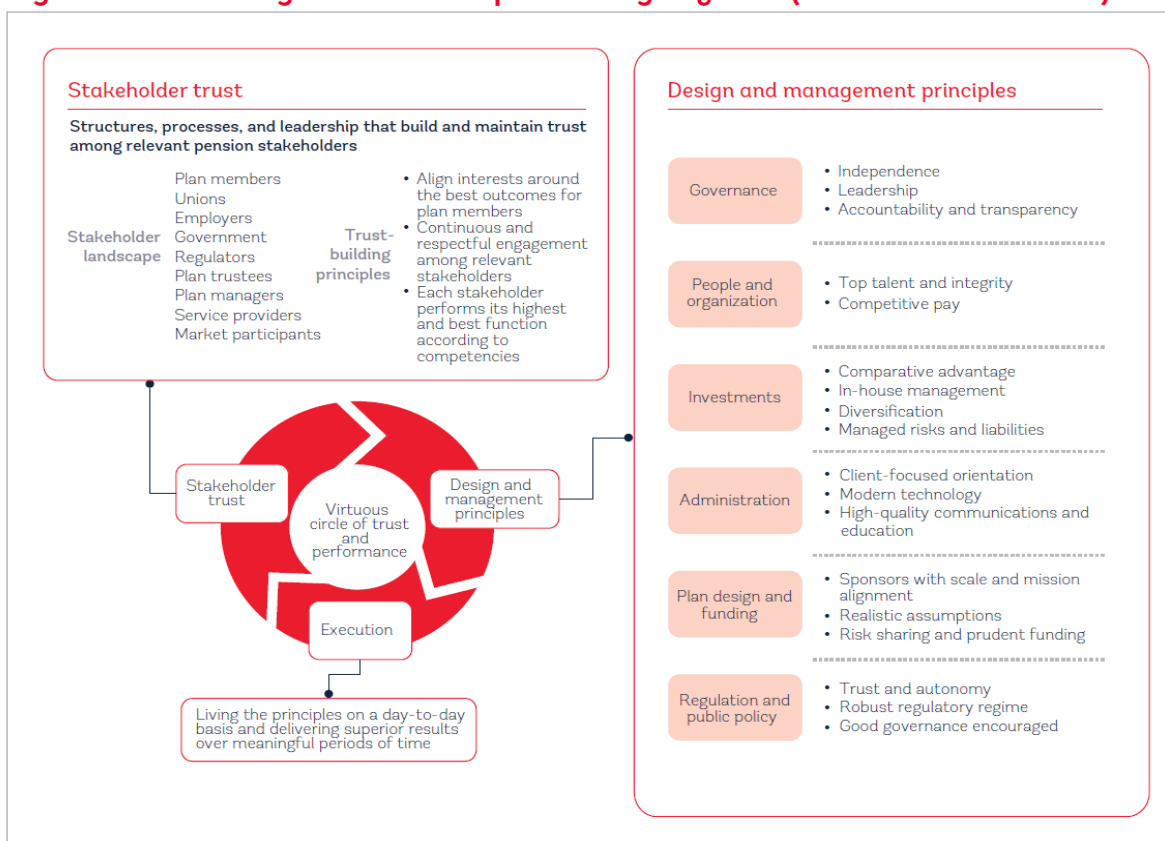 Stakeholder trust
Structures, processes, and leadership that build and maintain trust
among relevant pension stakeholders
Stakeholder
landscape
Plan members
Unions
Employers
Government
Regulators
Plan trustees
Plan managers
Service providers
Market participants
Trust-
building
principles
• Align interests around
the best outcomes for
plan members
• Continuous and
respectful engagement
among relevant
stakeholders
• Each stakeholder
performs its highest
and best function
according to
competencies
Stakeholder
trust
Virtuous
circle of trust
and
performance
Design and
management
principles
Execution
Living the principles on a day-to-day
basis and delivering superior results
over meaningful periods of time
Design and management principles
Governance
• Independence
• Leadership
• Accountability and transparency
People and
organization
• Top talent and integrity
• Competitive pay
Investments
• Comparative advantage
• In-house management
• Diversification
• Managed risks and liabilities
Administration
• Client-focused orientation
• Modern technology
• High-quality communications and
education
Plan design and
funding
• Sponsors with scale and mission
alignment
• Realistic assumptions
• Risk sharing and prudent funding
Regulation and
public policy
• Trust and autonomy
• Robust regulatory regime
• Good governance encouraged